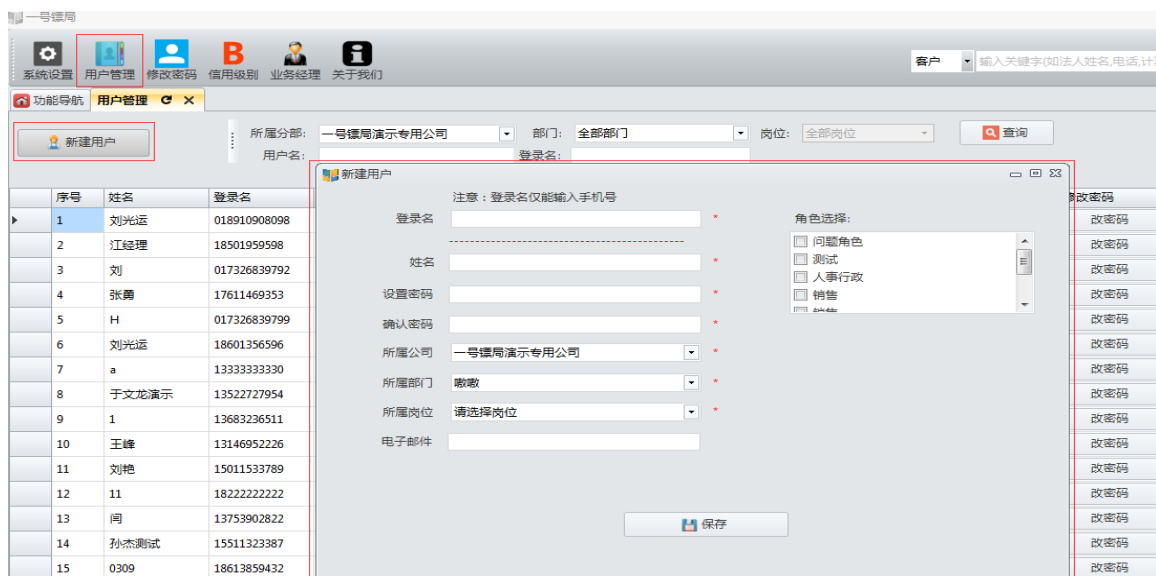 一号镖局
系统设置 用户管理 修改密码 信用级别 业务经理 关于我们
客户 输入关键字(如法人姓名,电话,计
功能导航 用户管理
新建用户 所属分部: 一号镖局演示专用公司 部门: 全部部门 岗位: 全部岗位 查询
用户名: 登录名:
新建用户
序号 姓名 登录名 改密码
注意：登录名仅能输入手机号
登录名 * 角色选择:
问题角色
测试
人事行政
销售
姓名 *
设置密码 *
确认密码 *
所属公司 一号镖局演示专用公司 *
所属部门 嗷嗷 *
所属岗位 请选择岗位 *
电子邮件
保存
1 刘光运 018910908098 改密码
2 江经理 18501959598 改密码
3 刘 017326839792 改密码
4 张勇 17611469353 改密码
5 H 017326839799 改密码
6 刘光运 18601356596 改密码
7 a 13333333330 改密码
8 于文龙演示 13522727954 改密码
9 1 13683236511 改密码
10 王峰 13146952226 改密码
11 刘艳 15011533789 改密码
12 11 18222222222 改密码
13 闫 13753902822 改密码
14 孙杰测试 15511323387 改密码
15 0309 18613859432 改密码